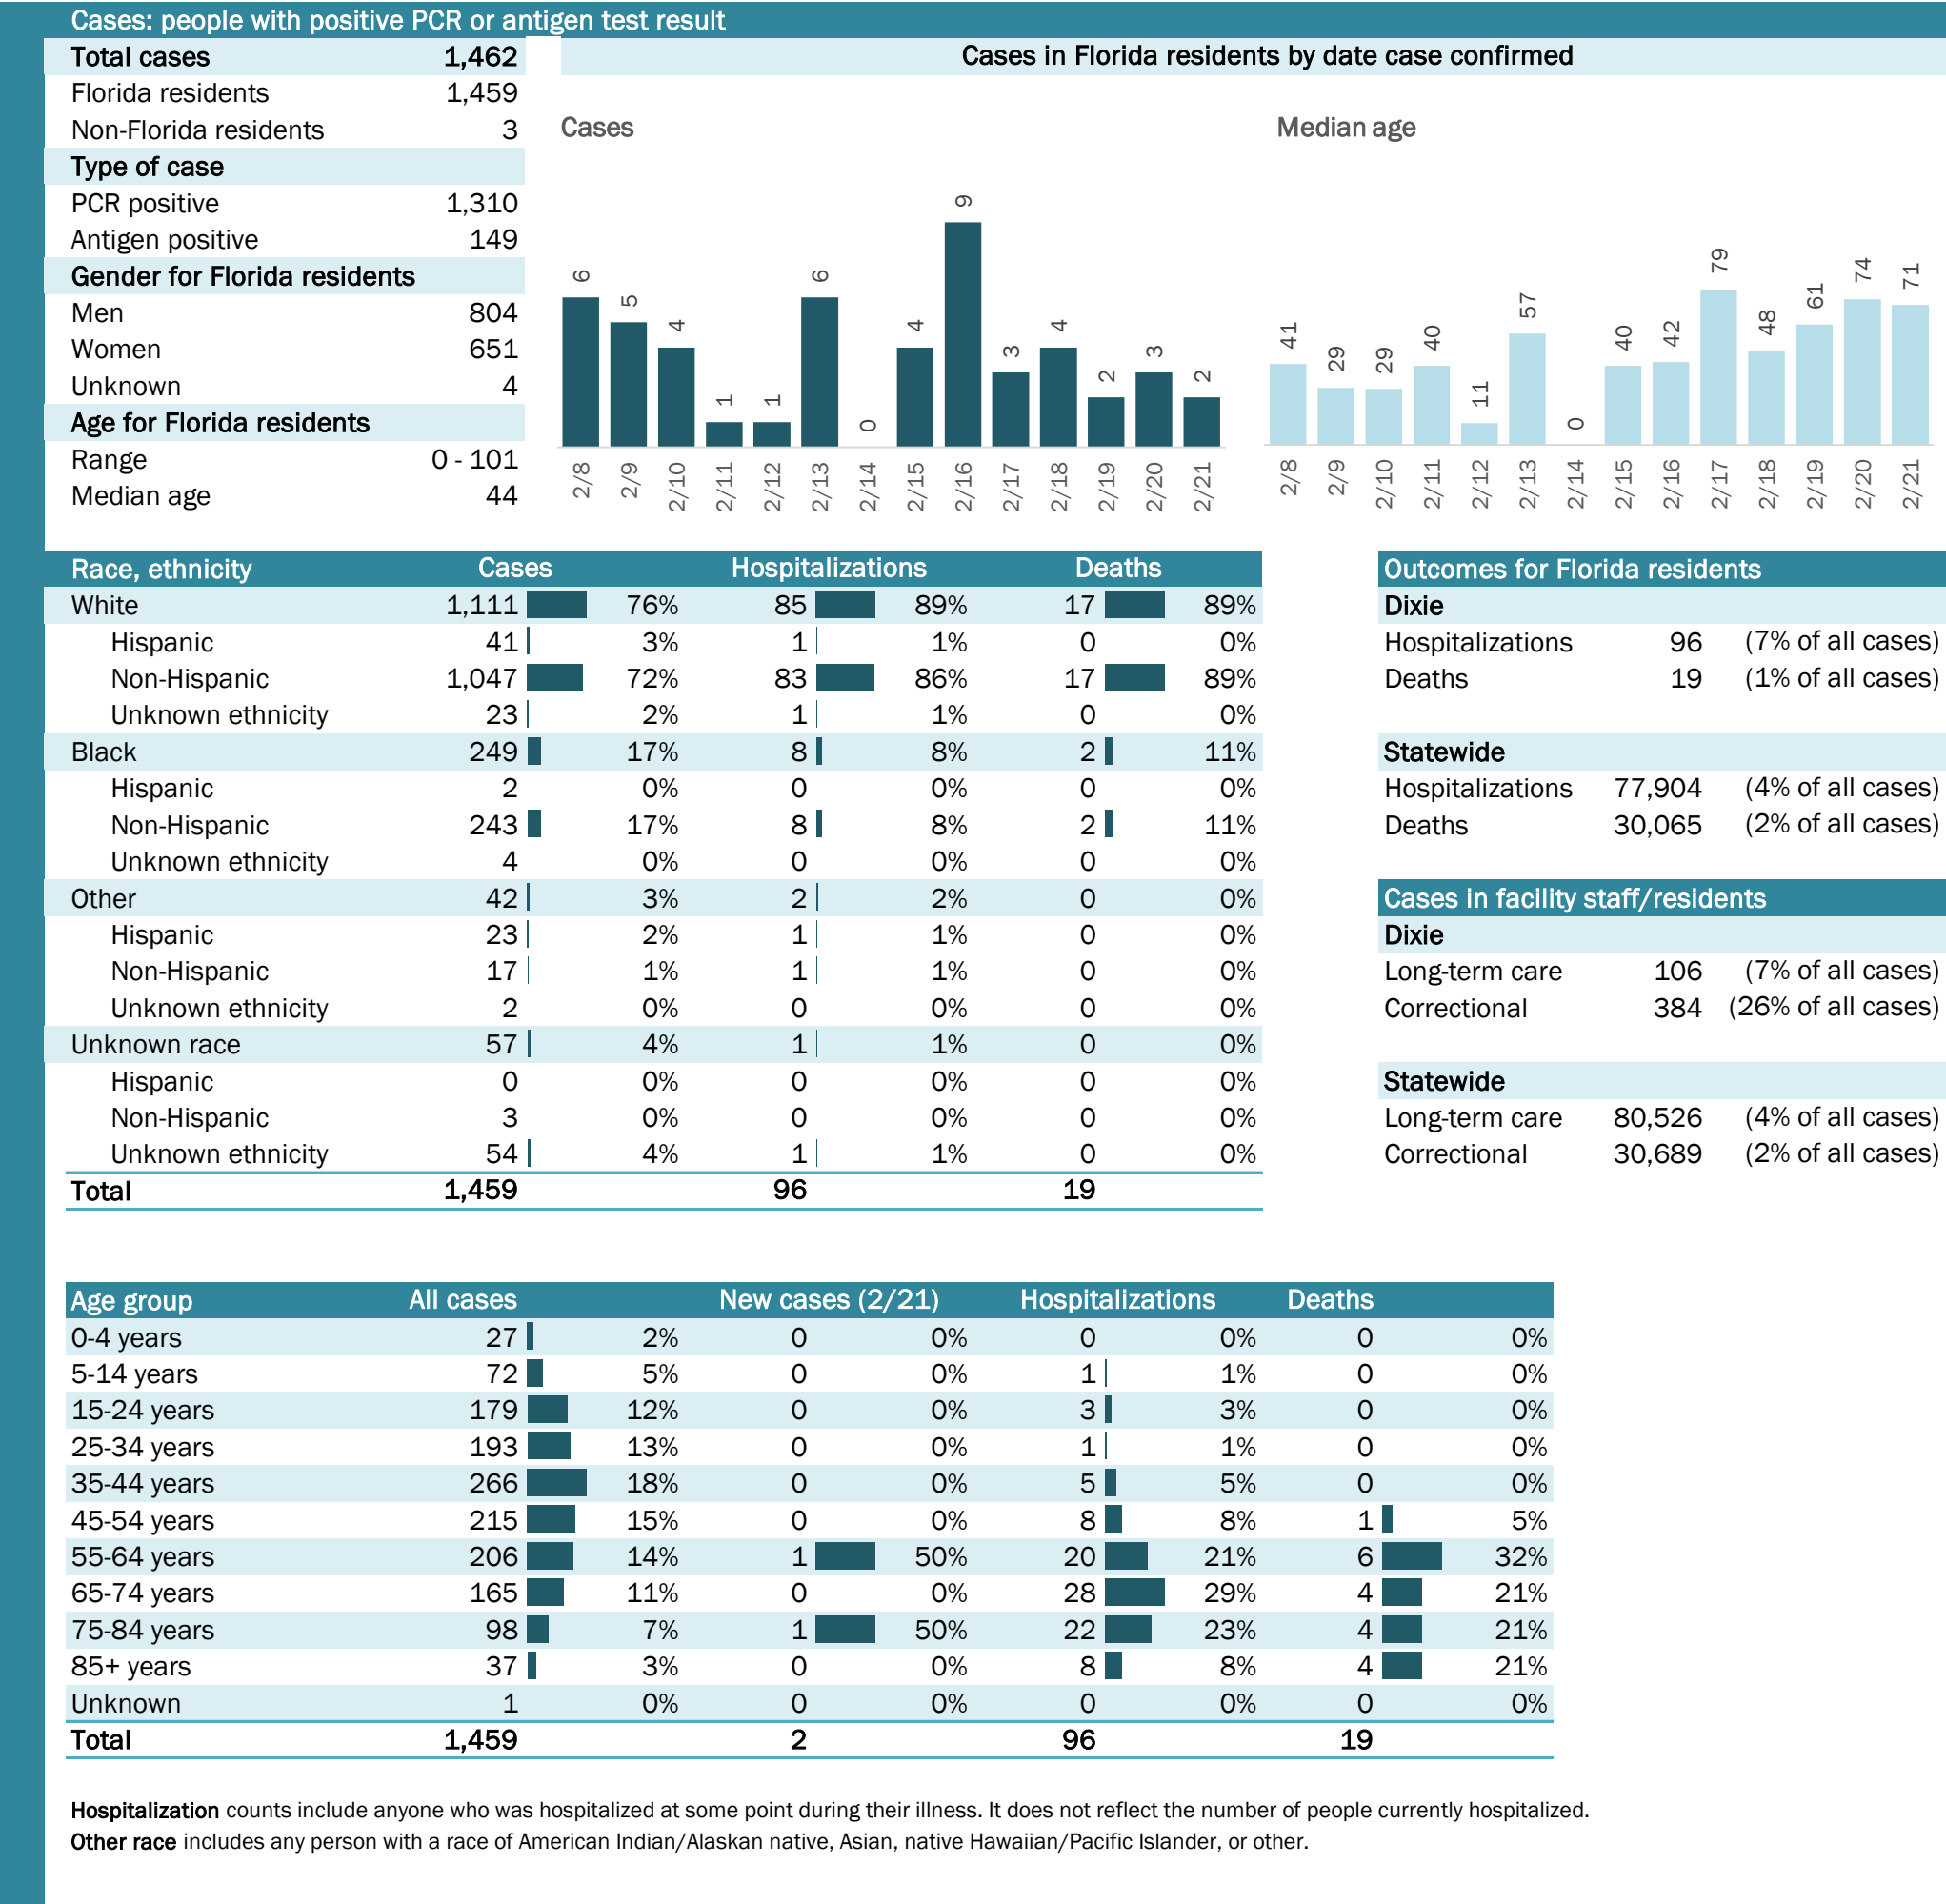 Cases: people with positive PCR or antigen test result
Total cases 1,462
Florida residents 1,459
Non-Florida residents 3
Type of case
PCR positive 1,310
Antigen positive 149
Gender for Florida residents
Men 804
Women 651
Unknown 4
Age for Florida residents
Range 0 - 101
Median age 44
Cases in Florida residents by date case confirmed
Cases
6 5 4 1 1 6 0 4 9 3 4 2 3 2
2/8 2/9 2/10 2/11 2/12 2/13 2/14 2/15 2/16 2/17 2/18 2/19 2/20 2/21
Median age
41 29 29 40 11 57 0 40 42 79 48 61 74 71
2/8 2/9 2/10 2/11 2/12 2/13 2/14 2/15 2/16 2/17 2/18 2/19 2/20 2/21
Race, ethnicity Cases Hospitalizations Deaths
White 1,111 76% 85 89% 17 89%
Hispanic 41 3% 1 1% 0 0%
Non-Hispanic 1,047 72% 83 86% 17 89%
Unknown ethnicity 23 2% 1 1% 0 0%
Black 249 17% 8 8% 2 11%
Hispanic 2 0% 0 0% 0 0%
Non-Hispanic 243 17% 8 8% 2 11%
Unknown ethnicity 4 0% 0 0% 0 0%
Other 42 3% 2 2% 0 0%
Hispanic 23 2% 1 1% 0 0%
Non-Hispanic 17 1% 1 1% 0 0%
Unknown ethnicity 2 0% 0 0% 0 0%
Unknown race 57 4% 1 1% 0 0%
Hispanic 0 0% 0 0% 0 0%
Non-Hispanic 3 0% 0 0% 0 0%
Unknown ethnicity 54 4% 1 1% 0 0%
Total 1,459 96 19
Outcomes for Florida residents
Dixie
Hospitalizations 96 (7% of all cases)
Deaths 19 (1% of all cases)
Statewide
Hospitalizations 77,904 (4% of all cases)
Deaths 30,065 (2% of all cases)
Cases in facility staff/residents
Dixie
Long-term care 106 (7% of all cases)
Correctional 384 (26% of all cases)
Statewide
Long-term care 80,526 (4% of all cases)
Correctional 30,689 (2% of all cases)
Age group All cases New cases (2/21) Hospitalizations Deaths
0-4 years 27 2% 0 0% 0 0% 0 0%
5-14 years 72 5% 0 0% 1 1% 0 0%
15-24 years 179 12% 0 0% 3 3% 0 0%
25-34 years 193 13% 0 0% 1 1% 0 0%
35-44 years 266 18% 0 0% 5 5% 0 0%
45-54 years 215 15% 0 0% 8 8% 1 5%
55-64 years 206 14% 1 50% 20 21% 6 32%
65-74 years 165 11% 0 0% 28 29% 4 21%
75-84 years 98 7% 1 50% 22 23% 4 21%
85+ years 37 3% 0 0% 8 8% 4 21%
Unknown 1 0% 0 0% 0 0% 0 0%
Total 1,459 2 96 19
Hospitalization counts include anyone who was hospitalized at some point during their illness. It does not reflect the number of people currently hospitalized.
Other race includes any person with a race of American Indian/Alaskan native, Asian, native Hawaiian/Pacific Islander, or other.